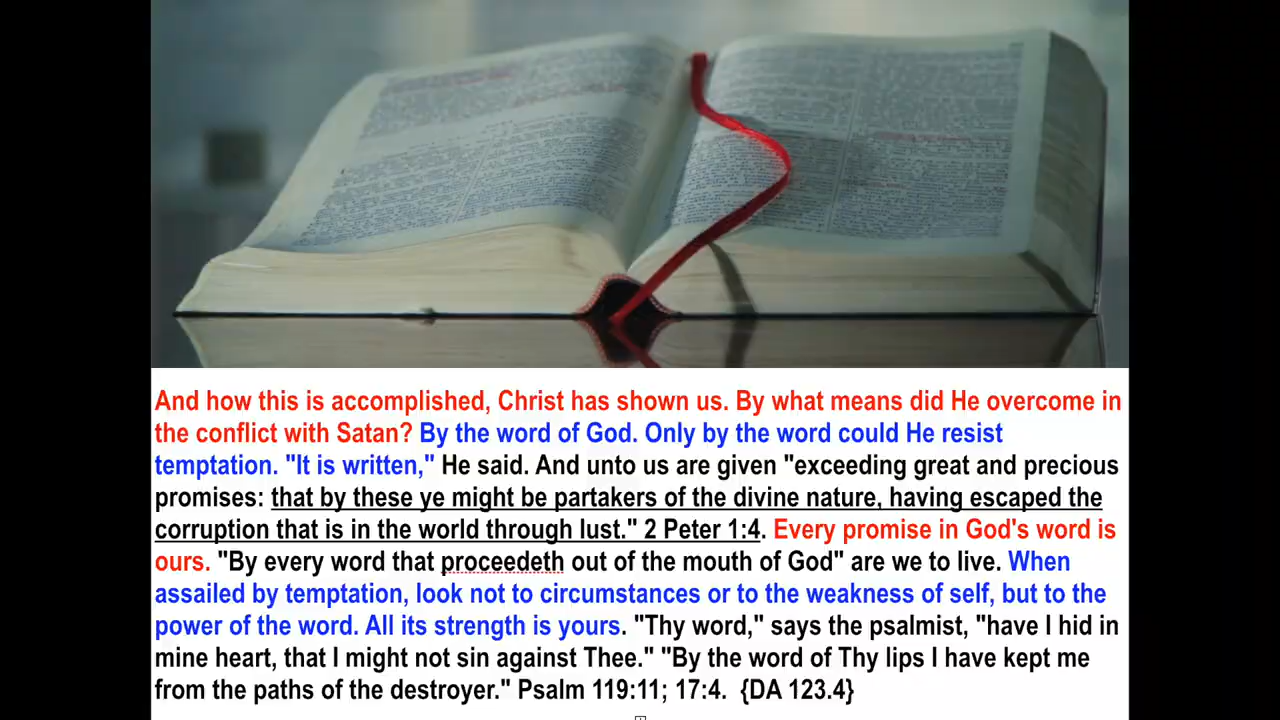 And how this is accomplished, Christ has shown us. By what means did He overcome in
the conflict with Satan? By the word of God. Only by the word could He resist
temptation. "It is written," He said. And unto us are given "exceeding great and precious
promises: that by these ye might be partakers of the divine nature, having escaped the
corruption that is in the world through lust." 2 Peter 1:4. Every promise in God's word is
ours. "By every word that proceedeth out of the mouth of God" are we to live. When
assailed by temptation, look not to circumstances or to the weakness of self, but to the
power of the word. All its strength is yours. "Thy word," says the psalmist, "have I hid in
mine heart, that I might not sin against Thee." "By the word of Thy lips I have kept me
from the paths of the destroyer." Psalm 119:11; 17:4. {DA 123.4}